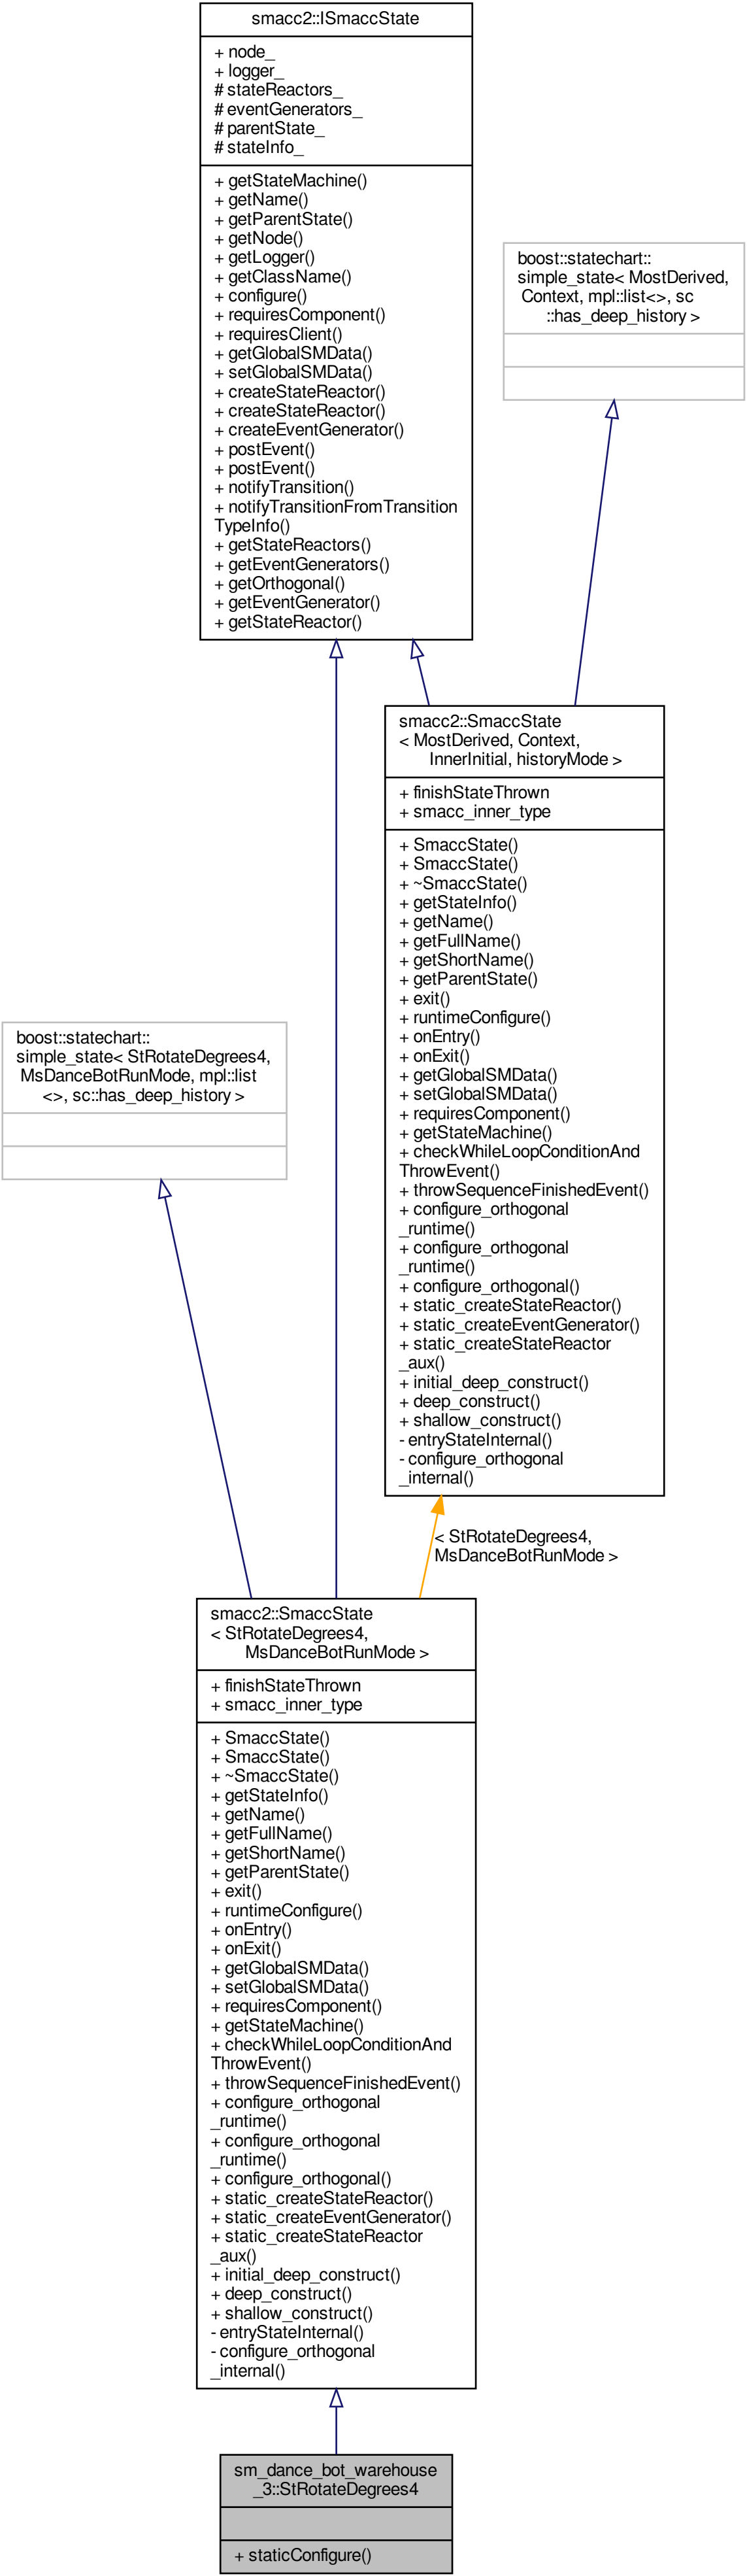 smacc2::ISmaccState
+ node_
+ logger_
# stateReactors_
# eventGenerators_
# parentState_
# stateInfo_
+ getStateMachine()
+ getName()
+ getParentState()
+ getNode()
+ getLogger()
+ getClassName()
+ configure()
+ requiresComponent()
+ requiresClient()
+ getGlobalSMData()
+ setGlobalSMData()
+ createStateReactor()
+ createStateReactor()
+ createEventGenerator()
+ postEvent()
+ postEvent()
+ notifyTransition()
+ notifyTransitionFromTransition
TypeInfo()
+ getStateReactors()
+ getEventGenerators()
+ getOrthogonal()
+ getEventGenerator()
+ getStateReactor()
boost::statechart::
simple_state< MostDerived,
Context, mpl::list<>, sc
::has_deep_history >
smacc2::SmaccState
< MostDerived, Context,
InnerInitial, historyMode >
+ finishStateThrown
+ smacc_inner_type
+ SmaccState()
+ SmaccState()
+ ~SmaccState()
+ getStateInfo()
+ getName()
+ getFullName()
+ getShortName()
+ getParentState()
+ exit()
+ runtimeConfigure()
+ onEntry()
+ onExit()
+ getGlobalSMData()
+ setGlobalSMData()
+ requiresComponent()
+ getStateMachine()
+ checkWhileLoopConditionAnd
ThrowEvent()
+ throwSequenceFinishedEvent()
+ configure_orthogonal
_runtime()
+ configure_orthogonal
_runtime()
+ configure_orthogonal()
+ static_createStateReactor()
+ static_createEventGenerator()
+ static_createStateReactor
_aux()
+ initial_deep_construct()
+ deep_construct()
+ shallow_construct()
- entryStateInternal()
- configure_orthogonal
_internal()
boost::statechart::
simple_state< StRotateDegrees4,
MsDanceBotRunMode, mpl::list
<>, sc::has_deep_history >
< StRotateDegrees4,
MsDanceBotRunMode >
smacc2::SmaccState
< StRotateDegrees4,
MsDanceBotRunMode >
+ finishStateThrown
+ smacc_inner_type
+ SmaccState()
+ SmaccState()
+ ~SmaccState()
+ getStateInfo()
+ getName()
+ getFullName()
+ getShortName()
+ getParentState()
+ exit()
+ runtimeConfigure()
+ onEntry()
+ onExit()
+ getGlobalSMData()
+ setGlobalSMData()
+ requiresComponent()
+ getStateMachine()
+ checkWhileLoopConditionAnd
ThrowEvent()
+ throwSequenceFinishedEvent()
+ configure_orthogonal
_runtime()
+ configure_orthogonal
_runtime()
+ configure_orthogonal()
+ static_createStateReactor()
+ static_createEventGenerator()
+ static_createStateReactor
_aux()
+ initial_deep_construct()
+ deep_construct()
+ shallow_construct()
- entryStateInternal()
- configure_orthogonal
_internal()
sm_dance_bot_warehouse
_3::StRotateDegrees4
+ staticConfigure()